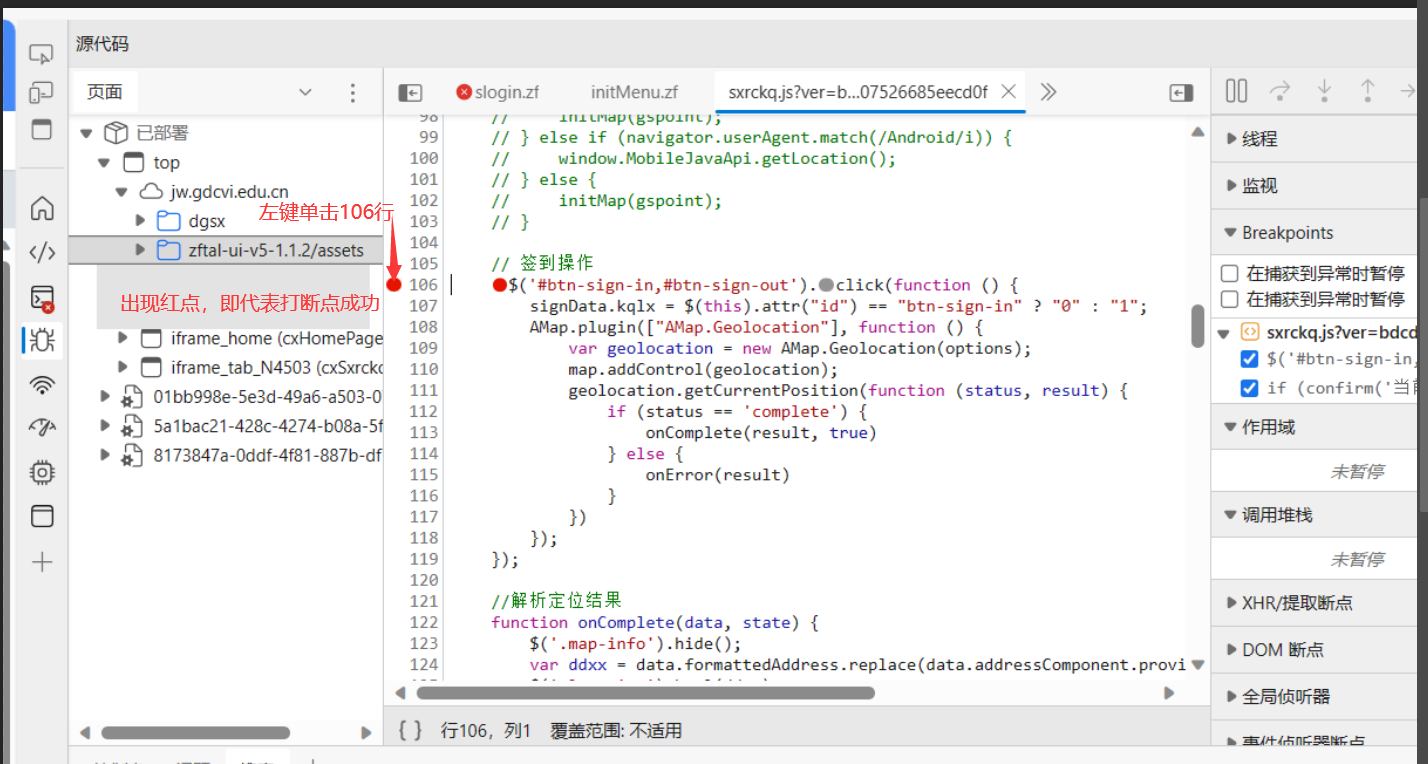 源代码
页面
slogin.zf
initMenu.zf
sxrckq.js?ver=b...07526685eecd0f
已部署
top
jw.gdcvi.edu.cn
dgsx
zftal-ui-v5-1.1.2/assets
iframe_home (cxHomePage
iframe_tab_N4503 (cxSxrckq
01bb998e-5e3d-49a6-a503-0
5a1bac21-428c-4274-b08a-5f
8173847a-0ddf-4f81-887b-df
左键单击106行
出现红点，即代表打断点成功
98 // initMap(gspoint);
99 // } else if (navigator.userAgent.match(/Android/i)) {
100 // window.MobileJavaApi.getLocation();
101 // } else {
102 // initMap(gspoint);
103 // }
104
105 // 签到操作
106 $('#btn-sign-in,#btn-sign-out').click(function () {
107 signData.kqlx = $(this).attr("id") == "btn-sign-in" ? "0" : "1";
108 AMap.plugin(["AMap.Geolocation"], function () {
109 var geolocation = new AMap.Geolocation(options);
110 map.addControl(geolocation);
111 geolocation.getCurrentPosition(function (status, result) {
112 if (status == 'complete') {
113 onComplete(result, true)
114 } else {
115 onError(result)
116 }
117 })
118 });
119 });
120
121 //解析定位结果
122 function onComplete(data, state) {
123 $('.map-info').hide();
124 var ddxx = data.formattedAddress.replace(data.addressComponent.provi
{ } 行106，列1 覆盖范围: 不适用
线程
监视
Breakpoints
在捕获到异常时暂停
在捕获到异常时暂停
sxrckq.js?ver=bdcd
$('#btn-sign-in,
if (confirm('当前
作用域
未暂停
调用堆栈
未暂停
XHR/提取断点
DOM 断点
全局侦听器
事件侦听器断点